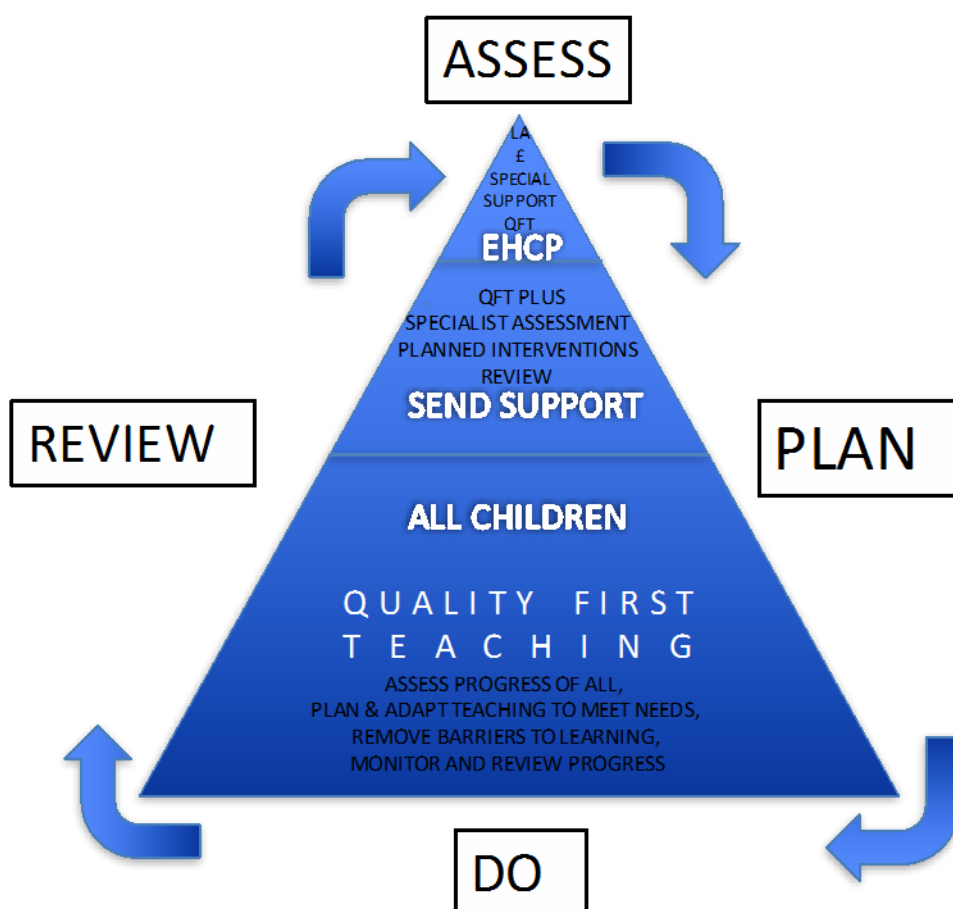 ASSESS
LA
£
SPECIAL
SUPPORT
QFT
EHCP
QFT PLUS
SPECIALIST ASSESSMENT
PLANNED INTERVENTIONS
REVIEW
SEND SUPPORT
REVIEW
PLAN
ALL CHILDREN
QUALITY FIRST
TEACHING
ASSESS PROGRESS OF ALL,
PLAN & ADAPT TEACHING TO MEET NEEDS,
REMOVE BARRIERS TO LEARNING,
MONITOR AND REVIEW PROGRESS
DO